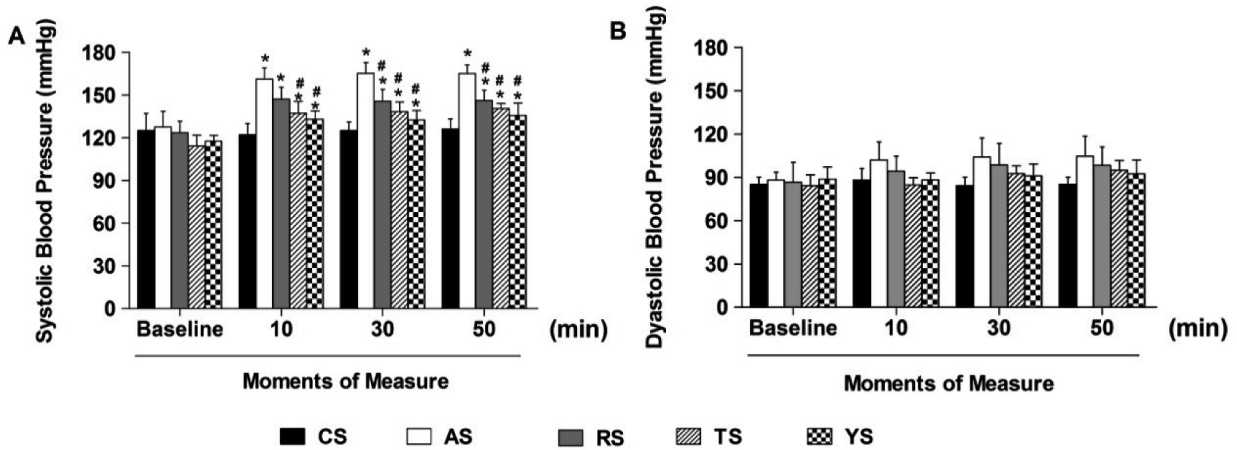 A
Systolic Blood Pressure (mmHg)
180
150
120
90
60
30
0
* * # * # *
* # * # * # *
* # * # * # *
Baseline 10 30 50 (min)
Moments of Measure
B
Dyastolic Blood Pressure (mmHg)
180
150
120
90
60
30
0
Baseline 10 30 50 (min)
Moments of Measure
CS AS RS TS YS